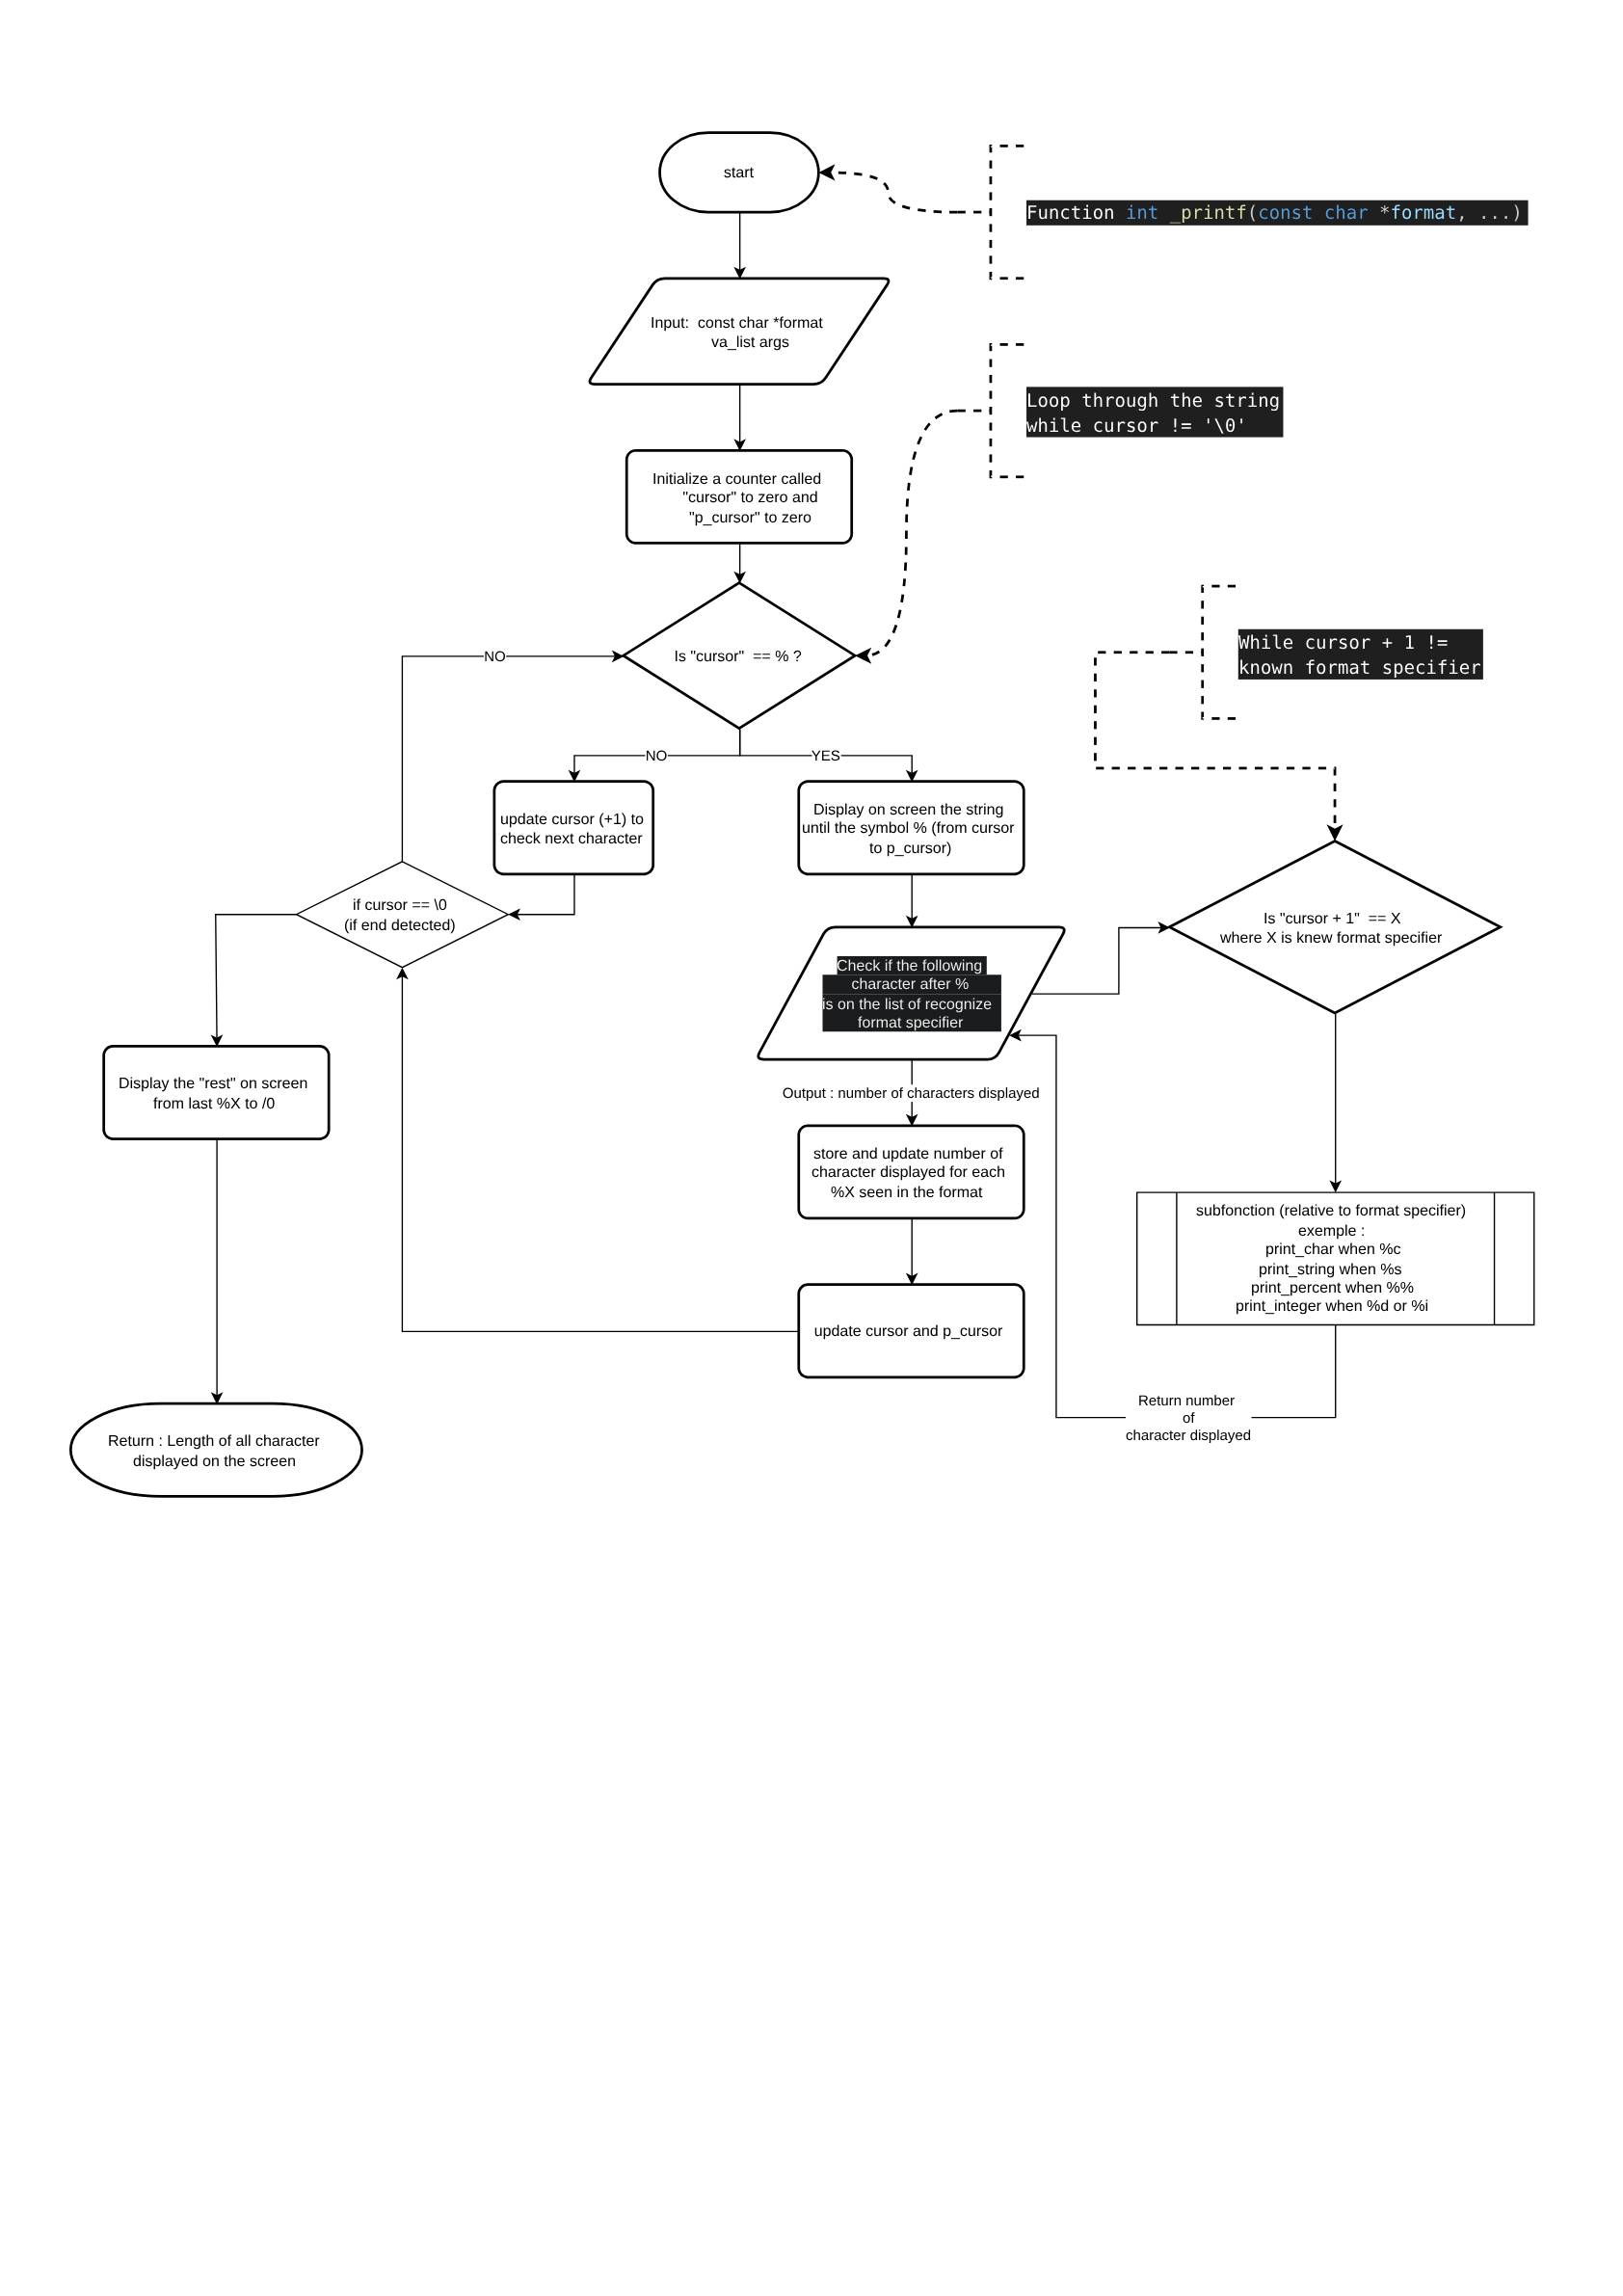 start
Function int _printf(const char *format, ...)
Input:  const char *format
va_list args
Loop through the string
while cursor != '\0'
Initialize a counter called
"cursor" to zero and
"p_cursor" to zero
While cursor + 1 !=
known format specifier
NO
Is "cursor"  == % ?
NO
YES
update cursor (+1) to
check next character
Display on screen the string
until the symbol % (from cursor
to p_cursor)
if cursor == \0
(if end detected)
Is "cursor + 1"  == X
where X is knew format specifier
Check if the following
character after %
is on the list of recognize
format specifier
Display the "rest" on screen
from last %X to /0
Output : number of characters displayed
store and update number of
character displayed for each
%X seen in the format
subfonction (relative to format specifier)
exemple :
print_char when %c
print_string when %s
print_percent when %%
print_integer when %d or %i
update cursor and p_cursor
Return number
of
character displayed
Return : Length of all character
displayed on the screen